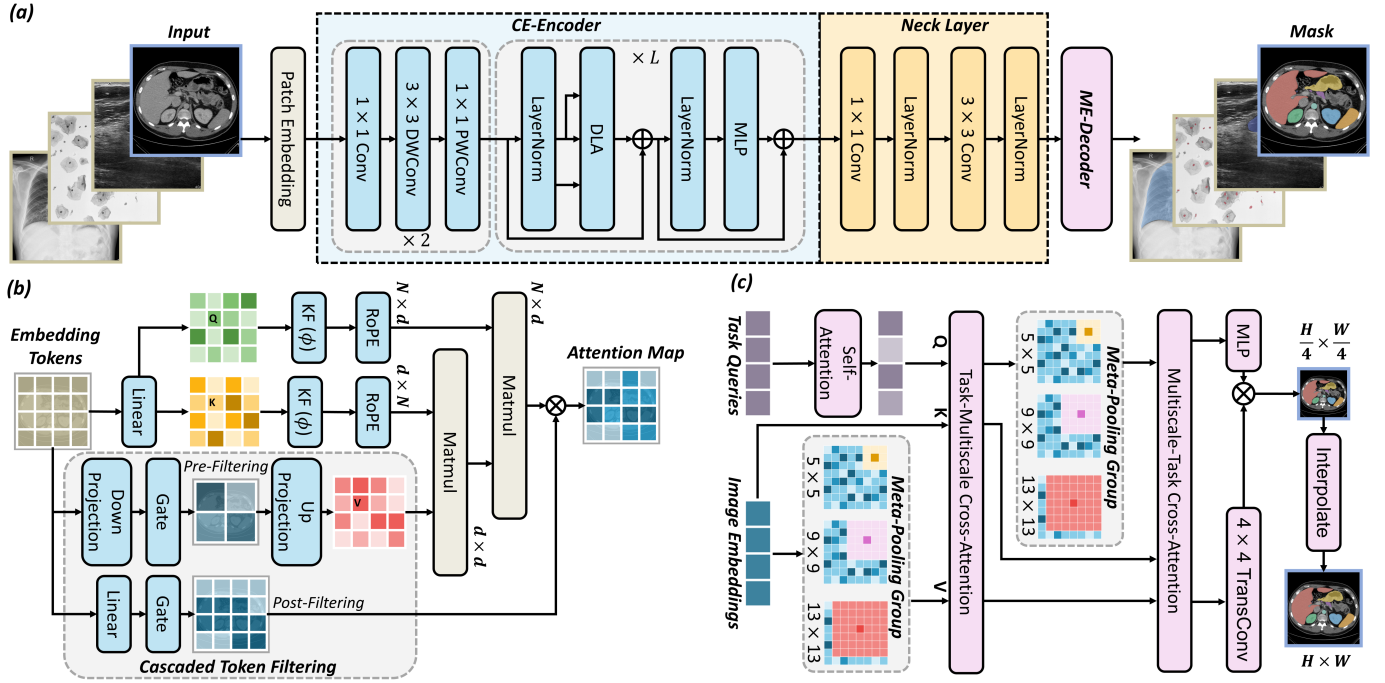 (a)
Input
CE-Encoder
Neck Layer
Mask
Patch Embedding
1 × 1 Conv
3 × 3 DWConv
1 × 1 PWConv
× 2
× L
LayerNorm
DLA
LayerNorm
MLP
1 × 1 Conv
LayerNorm
3 × 3 Conv
LayerNorm
ME-Decoder
R
R
(b)
Embedding
Tokens
Linear
Q
K
KF (ϕ)
RoPE
N × d
KF (ϕ)
RoPE
d × N
Matmul
Matmul
N × d
d × d
Attention Map
Down
Projection
Gate
Pre-Filtering
Up
Projection
V
Linear
Gate
Post-Filtering
Cascaded Token Filtering
(c)
Task Queries
Self-
Attention
Q
K
V
Image Embeddings
5 × 5
9 × 9
13 × 13
Meta-Pooling Group
Task-Multiscale Cross-Attention
5 × 5
9 × 9
13 × 13
Meta-Pooling Group
Multiscale-Task Cross-Attention
MLP
4 × 4 TransConv
H/4 × W/4
Interpolate
H × W